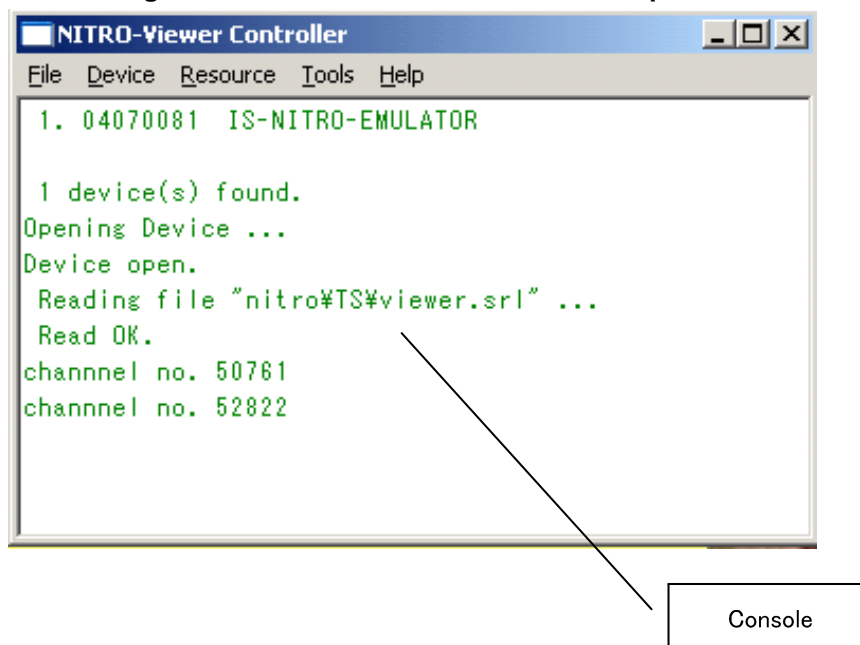 NITRO-Viewer Controller
File Device Resource Tools Help
1. 04070081 IS-NITRO-EMULATOR
1 device(s) found.
Opening Device ...
Device open.
Reading file "nitro¥TS¥viewer.srl" ...
Read OK.
channnel no. 50761
channnel no. 52822
Console